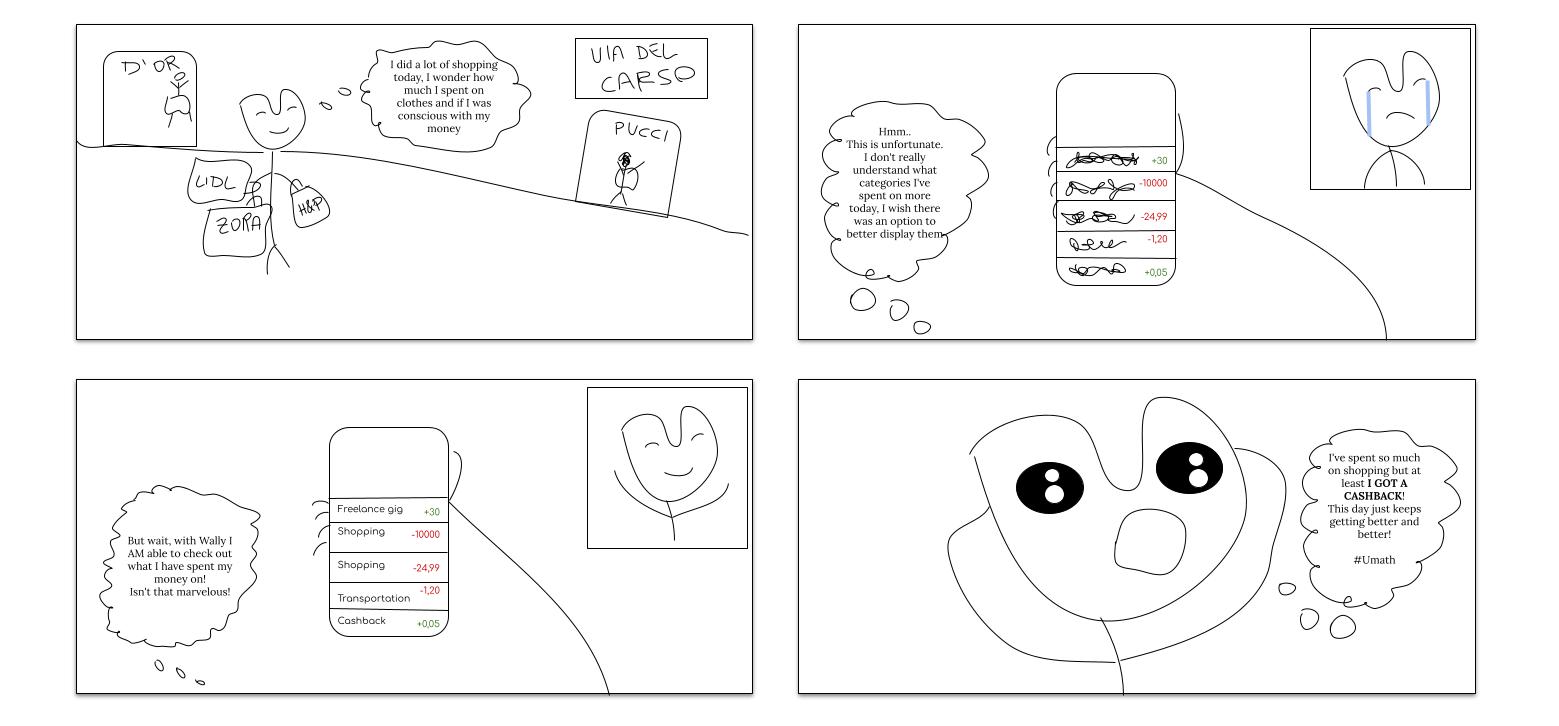 D'OR
I did a lot of shopping
today, I wonder how
much I spent on
clothes and if I was
conscious with my
money
VIA DEL
CARSO
PUCCI
LIDL
ZORA
H&P
Hmm..
This is unfortunate.
I don't really
understand what
categories I've
spent on more
today, I wish there
was an option to
better display them
+30
-10000
-24,99
-1,20
+0,05
But wait, with Wally I
AM able to check out
what I have spent my
money on!
Isn't that marvelous!
Freelance gig +30
Shopping -10000
Shopping -24,99
Transportation -1,20
Cashback +0,05
I've spent so much
on shopping but at
least I GOT A
CASHBACK!
This day just keeps
getting better and
better!
#Umath